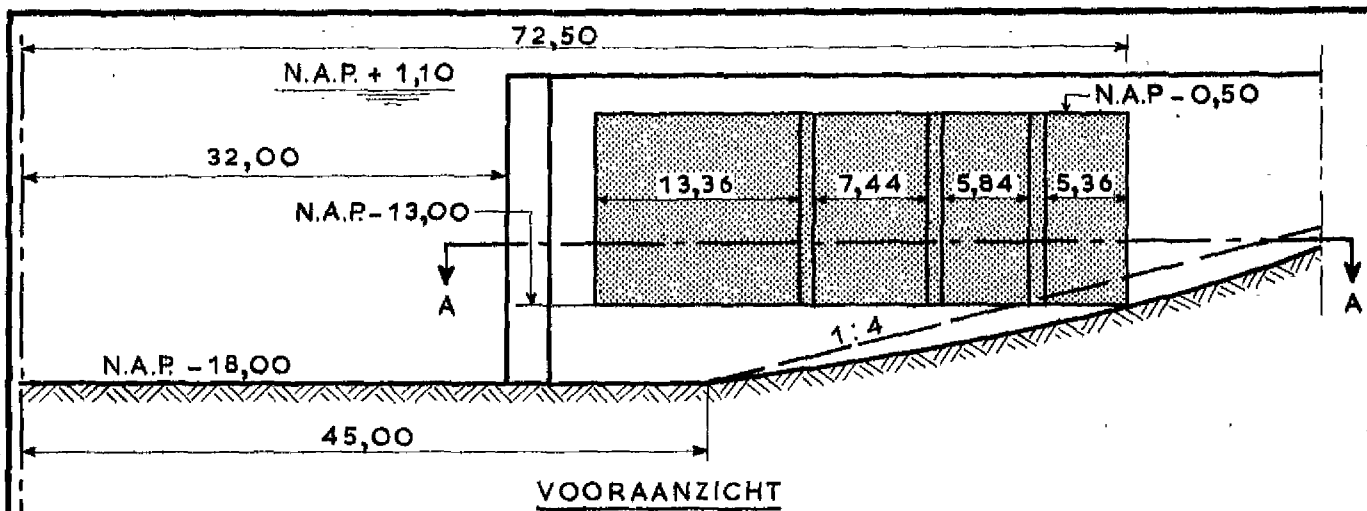 72,50
N.A.P. + 1,10
N.A.P - 0,50
32,00
13,36
7,44
5,84
5,36
N.A.P. - 13,00
A
A
1 : 4
N.A.P. - 18,00
45,00
VOORAANZICHT